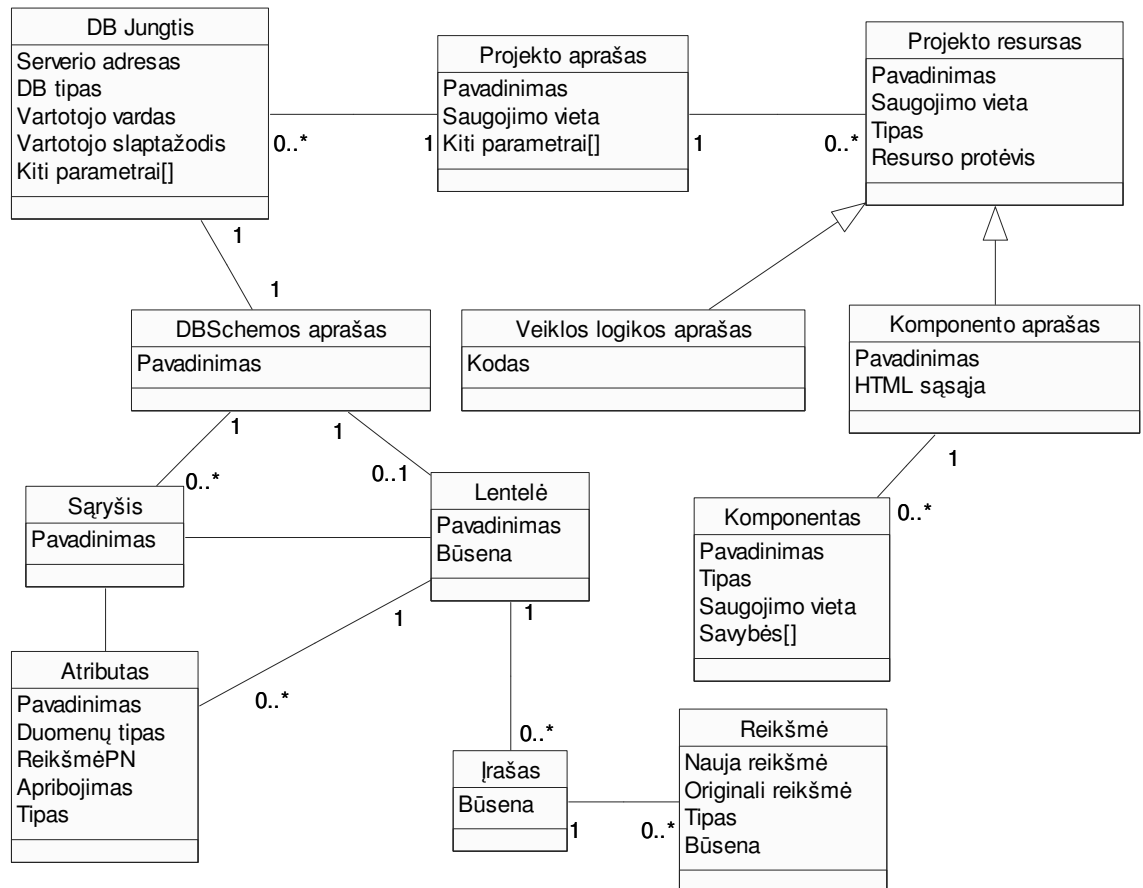 DB Jungtis
Serverio adresas
DB tipas
Vartotojo vardas
Vartotojo slaptažodis
Kiti parametrai[]
0..*
1
Projekto aprašas
Pavadinimas
Saugojimo vieta
Kiti parametrai[]
1
0..*
Projekto resursas
Pavadinimas
Saugojimo vieta
Tipas
Resurso protėvis
1
1
DBSchemos aprašas
Pavadinimas
Veiklos logikos aprašas
Kodas
Komponento aprašas
Pavadinimas
HTML sąsąja
1
0..*
1
0..1
1
0..*
Sąryšis
Pavadinimas
Lentelė
Pavadinimas
Būsena
Komponentas
Pavadinimas
Tipas
Saugojimo vieta
Savybės[]
1
0..*
1
0..*
Atributas
Pavadinimas
Duomenų tipas
ReikšmėPN
Apribojimas
Tipas
Įrašas
Būsena
1
0..*
Reikšmė
Nauja reikšmė
Originali reikšmė
Tipas
Būsena